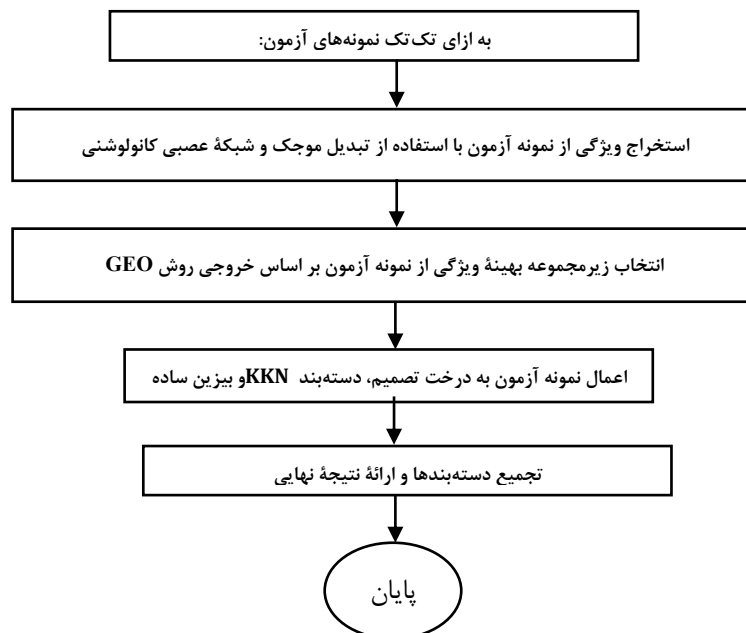 به ازای تک‌تک نمونه‌های آزمون:
استخراج ویژگی از نمونه آزمون با استفاده از تبدیل موجک و شبکهٔ عصبی کانولوشنی
انتخاب زیرمجموعه بهینهٔ ویژگی از نمونه آزمون بر اساس خروجی روش GEO
اعمال نمونه آزمون به درخت تصمیم، دسته‌بند KKNو بیزین ساده
تجمیع دسته‌بندها و ارائهٔ نتیجهٔ نهایی
پایان